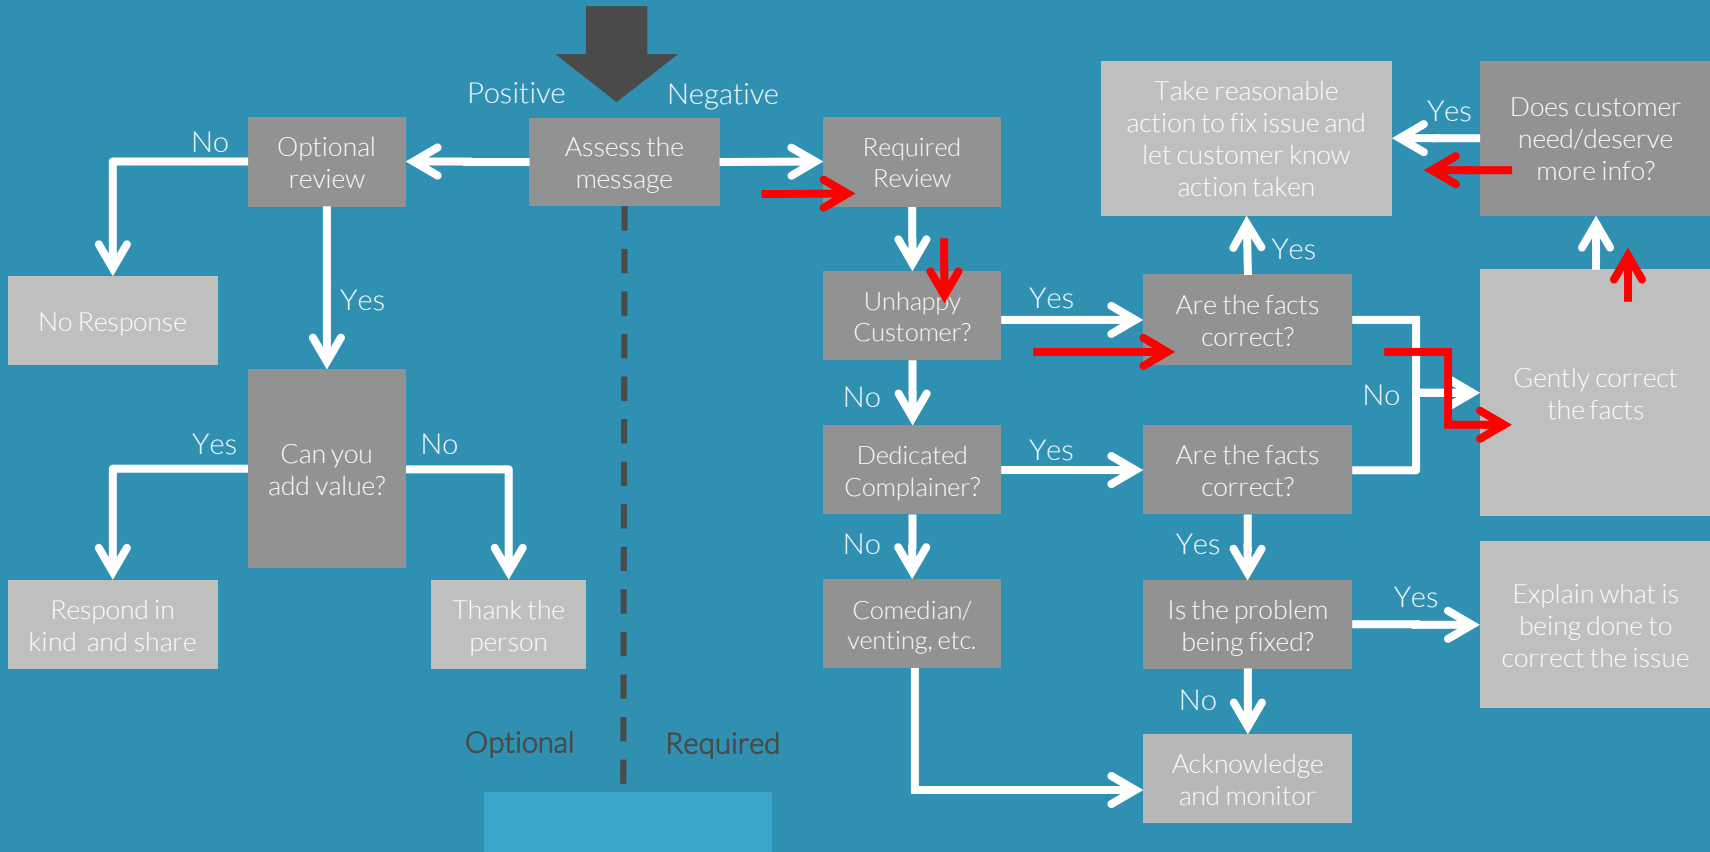 Positive
Negative
No
Optional
review
Assess the
message
Required
Review
Take reasonable
action to fix issue and
let customer know
action taken
Yes
Does customer
need/deserve
more info?
No Response
Yes
Unhappy
Customer?
Yes
Are the facts
correct?
Yes
Gently correct
the facts
No
No
Yes
Can you
add value?
No
Dedicated
Complainer?
Yes
Are the facts
correct?
No
Yes
Respond in
kind and share
Thank the
person
Comedian/
venting, etc.
Is the problem
being fixed?
Yes
Explain what is
being done to
correct the issue
No
Optional
Required
Acknowledge
and monitor